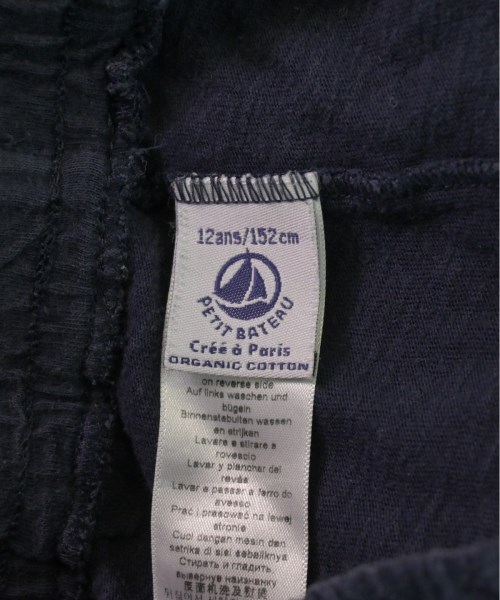 12ans/152cm
PETIT BATEAU
Créé à Paris
ORGANIC COTTON
on reverse side
Auf links waschen und
bügeln
Binnenstebuiten wassen
en strijken
Lavare e stirare a
rovescio
Lavar y planchar del
revés
Lavar e passar a ferro do
avesso
Prać i prasować na lewej
stronie
Cuci dengan mesin dan
setrika di sisi sebaliknya
Стирать и гладить
вывернув наизнанку